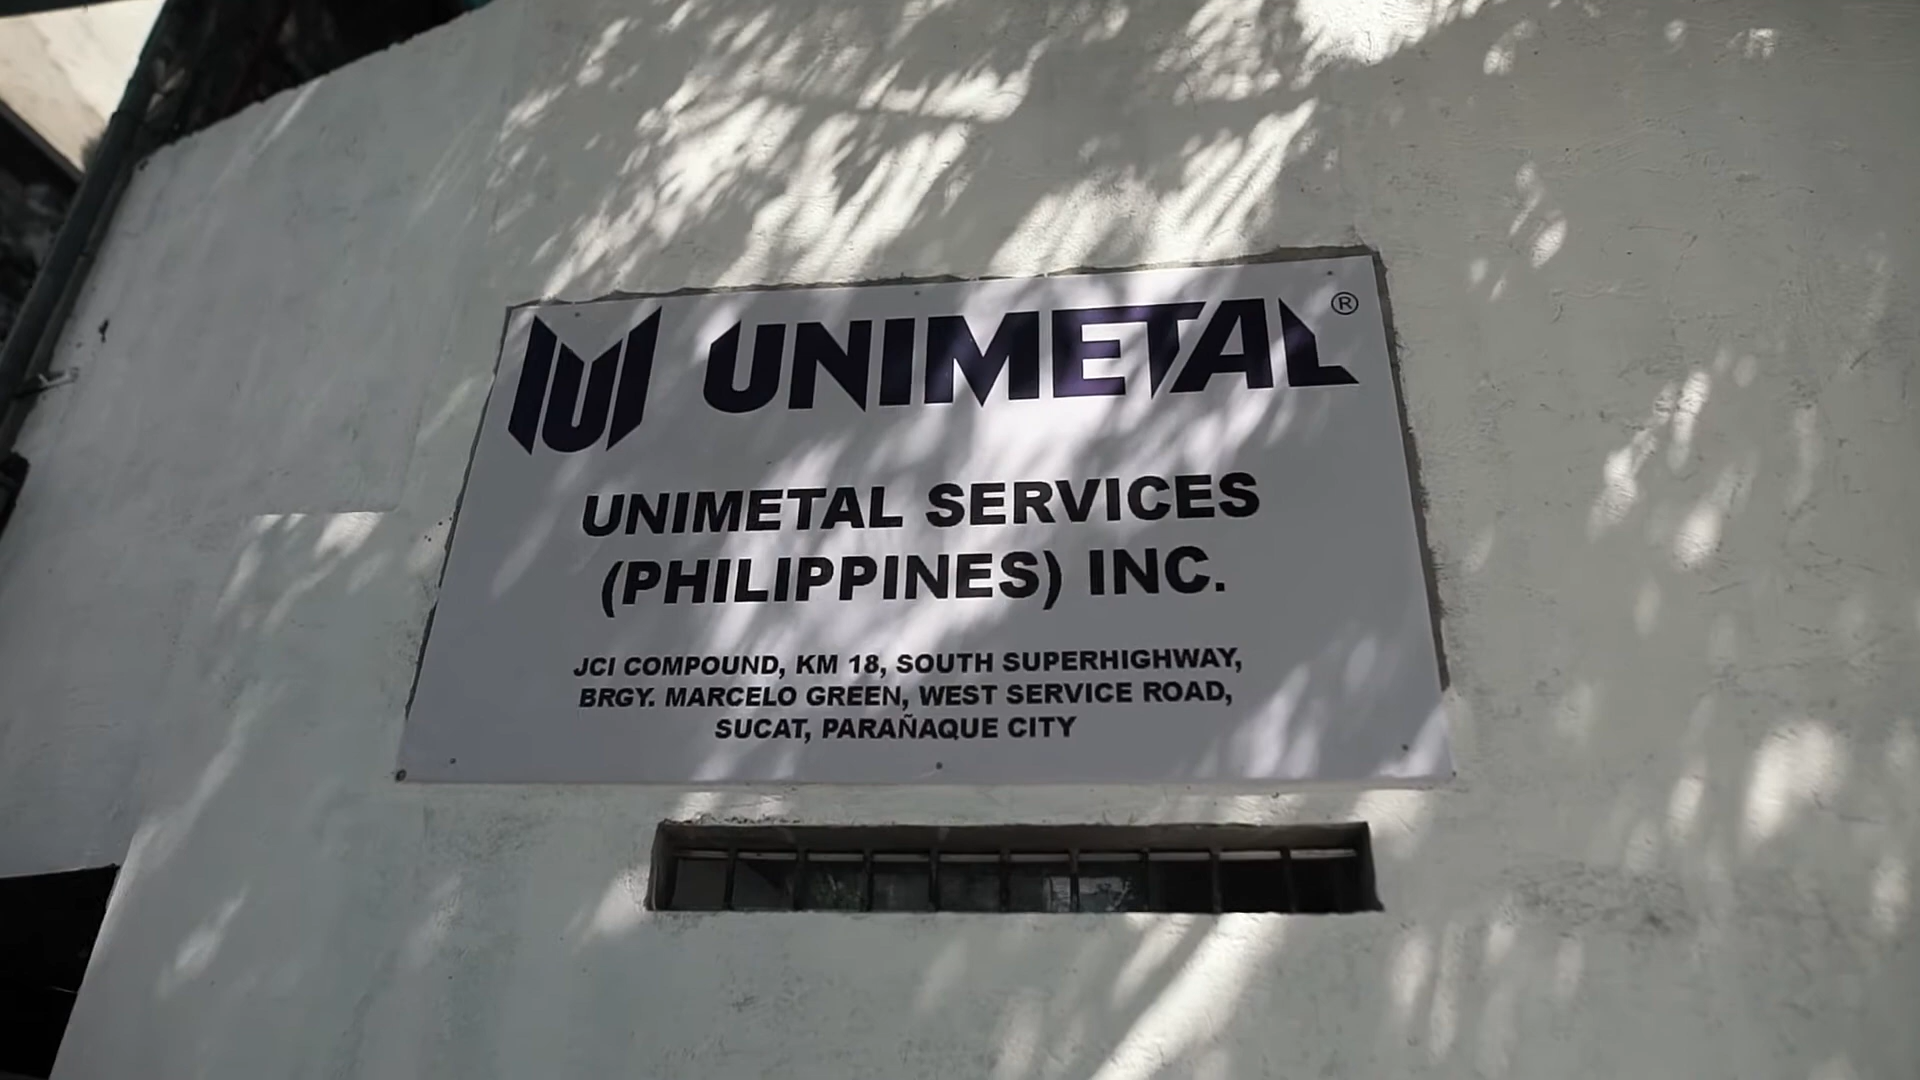 UNIMETAL®
UNIMETAL SERVICES
(PHILIPPINES) INC.
JCI COMPOUND, KM 18, SOUTH SUPERHIGHWAY,
BRGY. MARCELO GREEN, WEST SERVICE ROAD,
SUCAT, PARAÑAQUE CITY